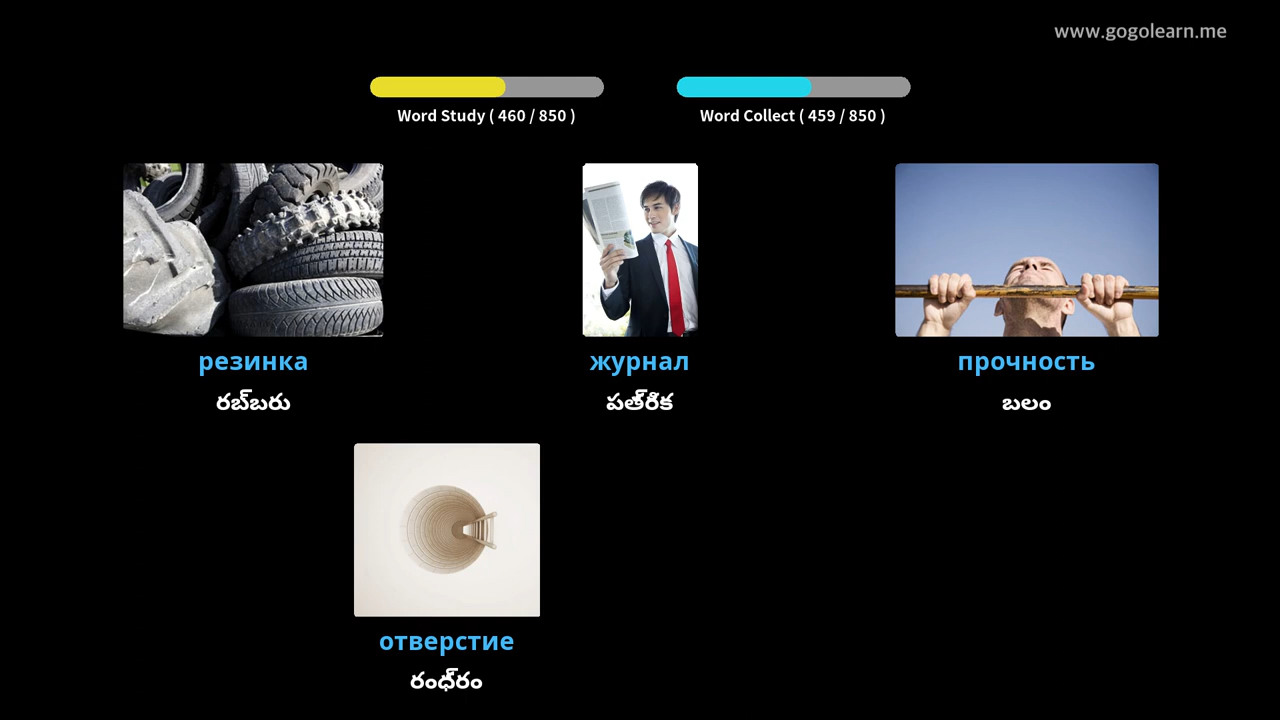 www.gogolearn.me
Word Study ( 460 / 850 )
Word Collect ( 459 / 850 )
резинка
журнал
прочность
రబ్బరు
పత్రిక
బలం
отверстие
రంధ్రం